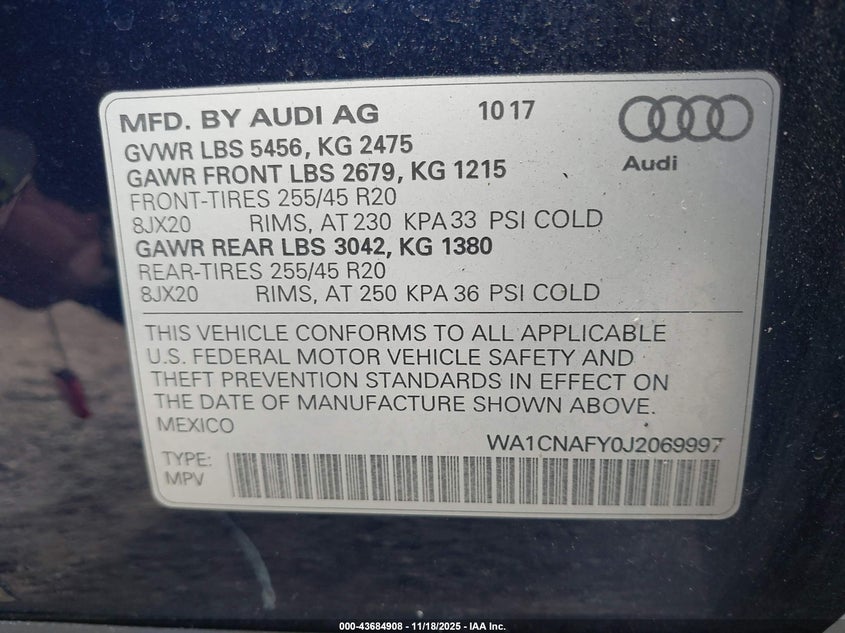 MFD. BY AUDI AG 10 17
Audi
GVWR LBS 5456, KG 2475
GAWR FRONT LBS 2679, KG 1215
FRONT-TIRES 255/45 R20
8JX20 RIMS, AT 230 KPA 33 PSI COLD
GAWR REAR LBS 3042, KG 1380
REAR-TIRES 255/45 R20
8JX20 RIMS, AT 250 KPA 36 PSI COLD
THIS VEHICLE CONFORMS TO ALL APPLICABLE
U.S. FEDERAL MOTOR VEHICLE SAFETY AND
THEFT PREVENTION STANDARDS IN EFFECT ON
THE DATE OF MANUFACTURE SHOWN ABOVE.
MEXICO
WA1CNAFY0J2069997
TYPE:
MPV
000-43684908 - 11/18/2025 - IAA Inc.